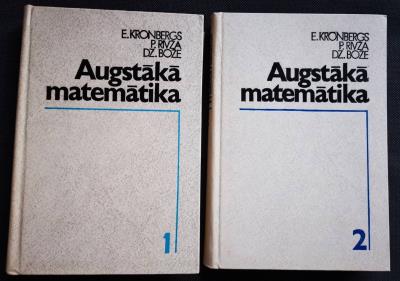 E. KRONBERGS
P. RIVŽA
DZ. BOŽE
Augstākā
matemātika
1
E. KRONBERGS
P. RIVŽA
DZ. BOŽE
Augstākā
matemātika
2